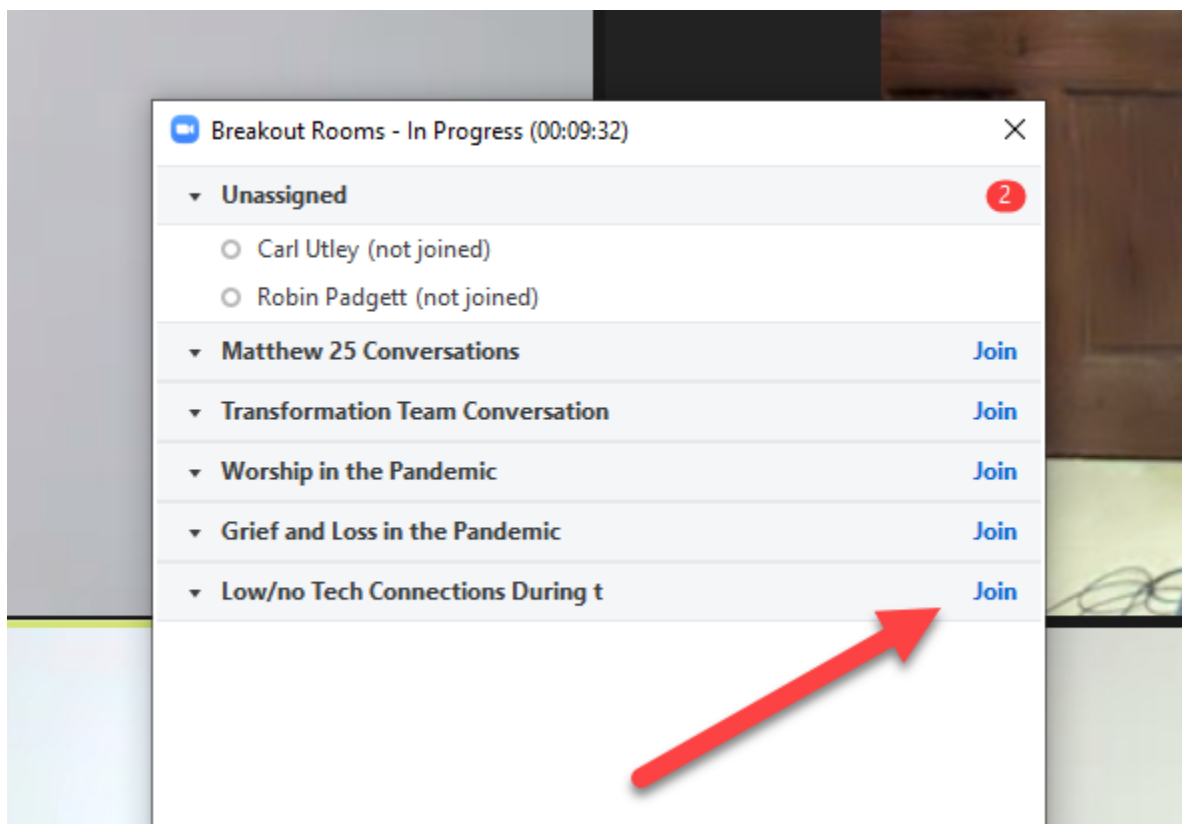 Breakout Rooms - In Progress (00:09:32)
Unassigned 2
Carl Utley (not joined)
Robin Padgett (not joined)
Matthew 25 Conversations Join
Transformation Team Conversation Join
Worship in the Pandemic Join
Grief and Loss in the Pandemic Join
Low/no Tech Connections During t Join